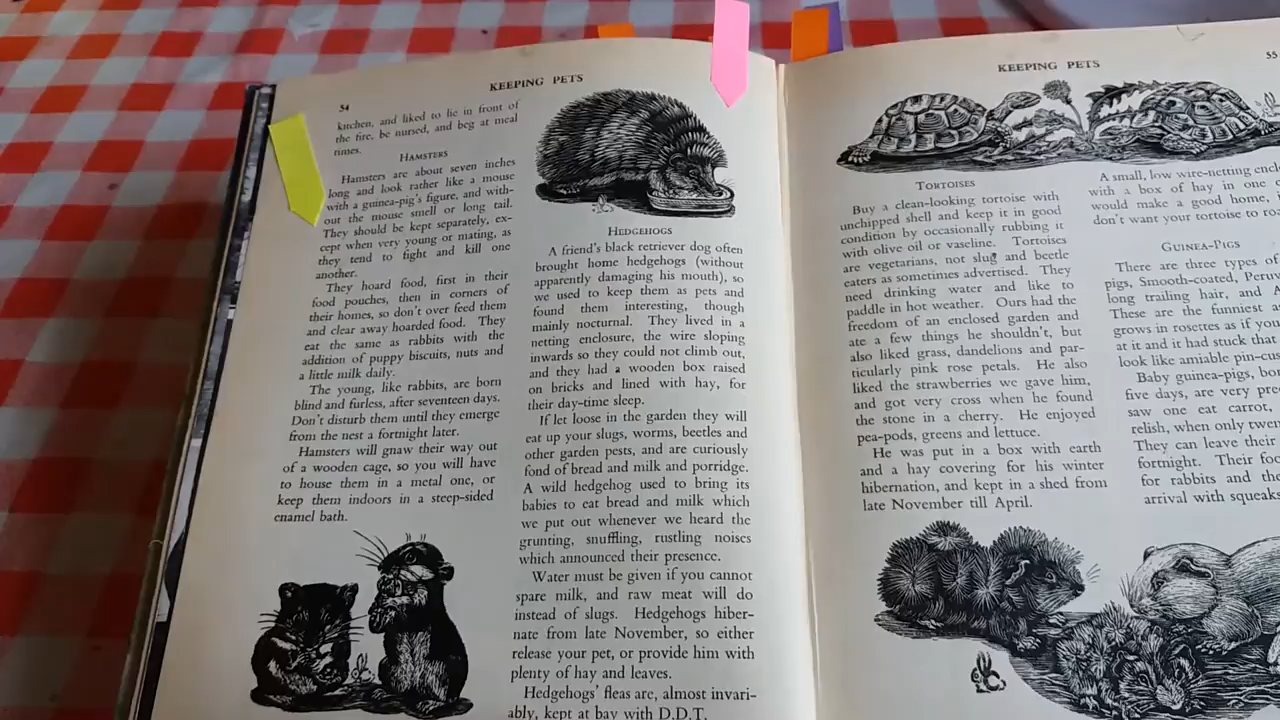 54
KEEPING PETS
kitchen, and liked to lie in front of
the fire, be nursed, and beg at meal
times.
HAMSTERS
Hamsters are about seven inches
long and look rather like a mouse
with a guinea-pig's figure, and with-
out the mouse smell or long tail.
They should be kept separately, ex-
cept when very young or mating, as
they tend to fight and kill one
another.
They hoard food, first in their
food pouches, then in corners of
their homes, so don't over feed them
and clear away hoarded food. They
eat the same as rabbits with the
addition of puppy biscuits, nuts and
a little milk daily.
The young, like rabbits, are born
blind and furless, after seventeen days.
Don't disturb them until they emerge
from the nest a fortnight later.
Hamsters will gnaw their way out
of a wooden cage, so you will have
to house them in a metal one, or
keep them indoors in a steep-sided
enamel bath.
HEDGEHOGS
A friend's black retriever dog often
brought home hedgehogs (without
apparently damaging his mouth), so
we used to keep them as pets and
found them interesting, though
mainly nocturnal. They lived in a
netting enclosure, the wire sloping
inwards so they could not climb out,
and they had a wooden box raised
on bricks and lined with hay, for
their day-time sleep.
If let loose in the garden they will
eat up your slugs, worms, beetles and
other garden pests, and are curiously
fond of bread and milk and porridge.
A wild hedgehog used to bring its
babies to eat bread and milk which
we put out whenever we heard the
grunting, snuffling, rustling noises
which announced their presence.
Water must be given if you cannot
spare milk, and raw meat will do
instead of slugs. Hedgehogs hiber-
nate from late November, so either
release your pet, or provide him with
plenty of hay and leaves.
Hedgehogs' fleas are, almost invari-
ably, kept at bay with D.D.T.
KEEPING PETS
55
TORTOISES
Buy a clean-looking tortoise with
unchipped shell and keep it in good
condition by occasionally rubbing it
with olive oil or vaseline. Tortoises
are vegetarians, not slug and beetle
eaters as sometimes advertised. They
need drinking water and like to
paddle in hot weather. Ours had the
freedom of an enclosed garden and
ate a few things he shouldn't, but
also liked grass, dandelions and par-
ticularly pink rose petals. He also
liked the strawberries we gave him,
and got very cross when he found
the stone in a cherry. He enjoyed
pea-pods, greens and lettuce.
He was put in a box with earth
and a hay covering for his winter
hibernation, and kept in a shed from
late November till April.
A small, low wire-netting
with a box of hay in one
would make a good home,
don't want your tortoise to
GUINEA-PIGS
There are three types of
pigs, Smooth-coated,
long trailing hair, and
These are the funniest
grows in rosettes as if you
at it and it had stuck that
look like amiable
Baby guinea-pigs,
five days, are very
saw one eat carrot,
relish, when only
They can leave their
fortnight. Their
for rabbits and the
arrival with